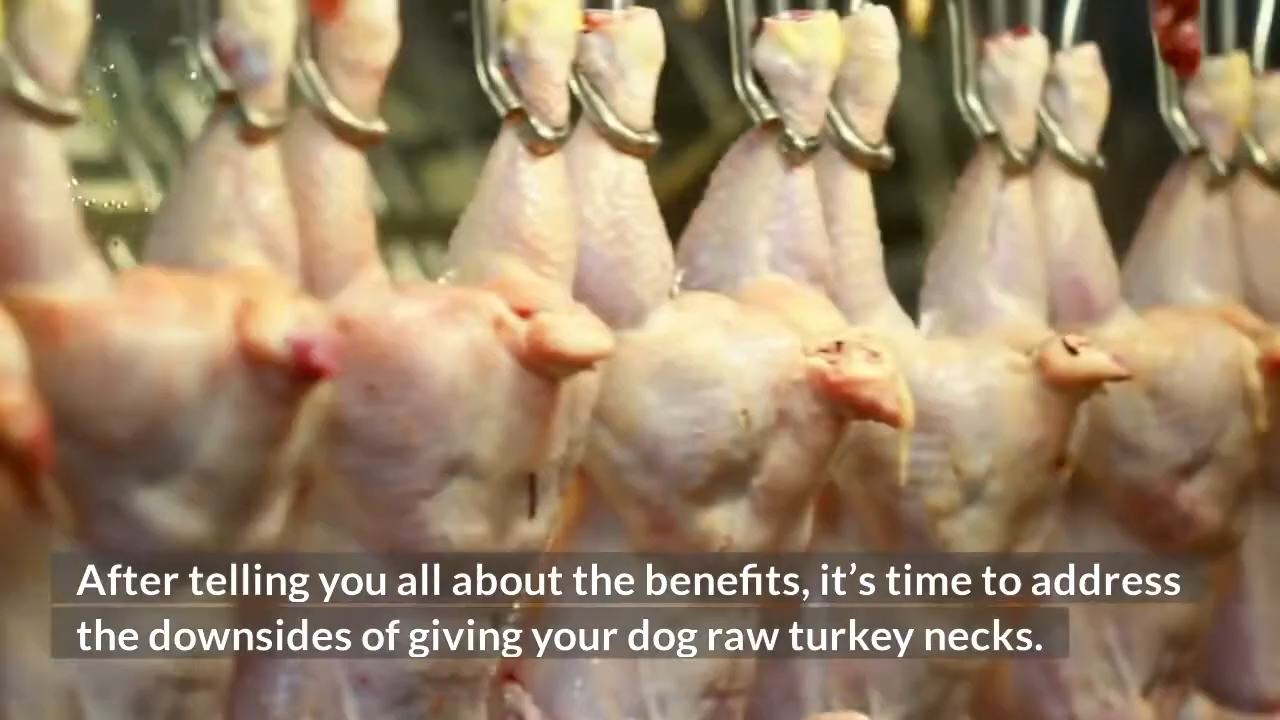 After telling you all about the benefits, it’s time to address
the downsides of giving your dog raw turkey necks.